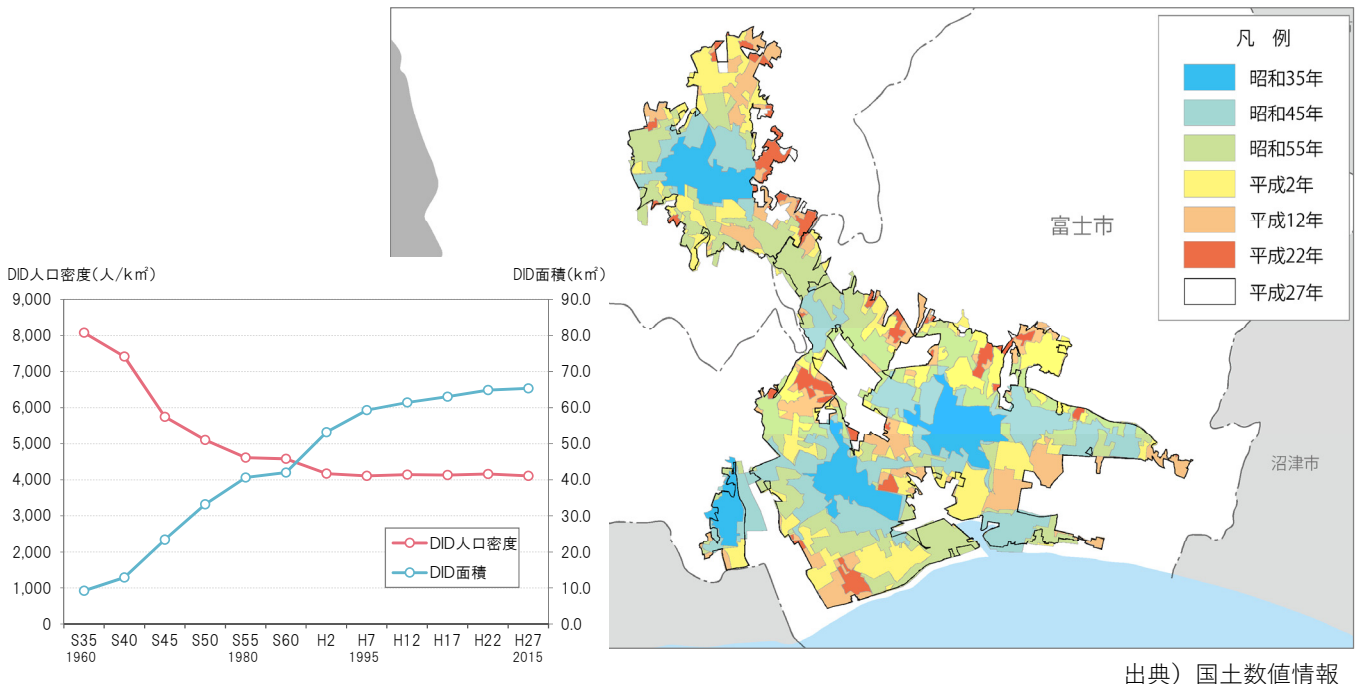 凡 例
昭和35年
昭和45年
昭和55年
平成2年
平成12年
平成22年
平成27年
富士市
沼津市
DID人口密度(人/k㎡)
DID面積(k㎡)
9,000
8,000
7,000
6,000
5,000
4,000
3,000
2,000
1,000
0
90.0
80.0
70.0
60.0
50.0
40.0
30.0
20.0
10.0
0.0
DID人口密度
DID面積
S35 S40 S45 S50 S55 S60 H2 H7 H12 H17 H22 H27
1960 1980 1995 2015
出典）国土数値情報